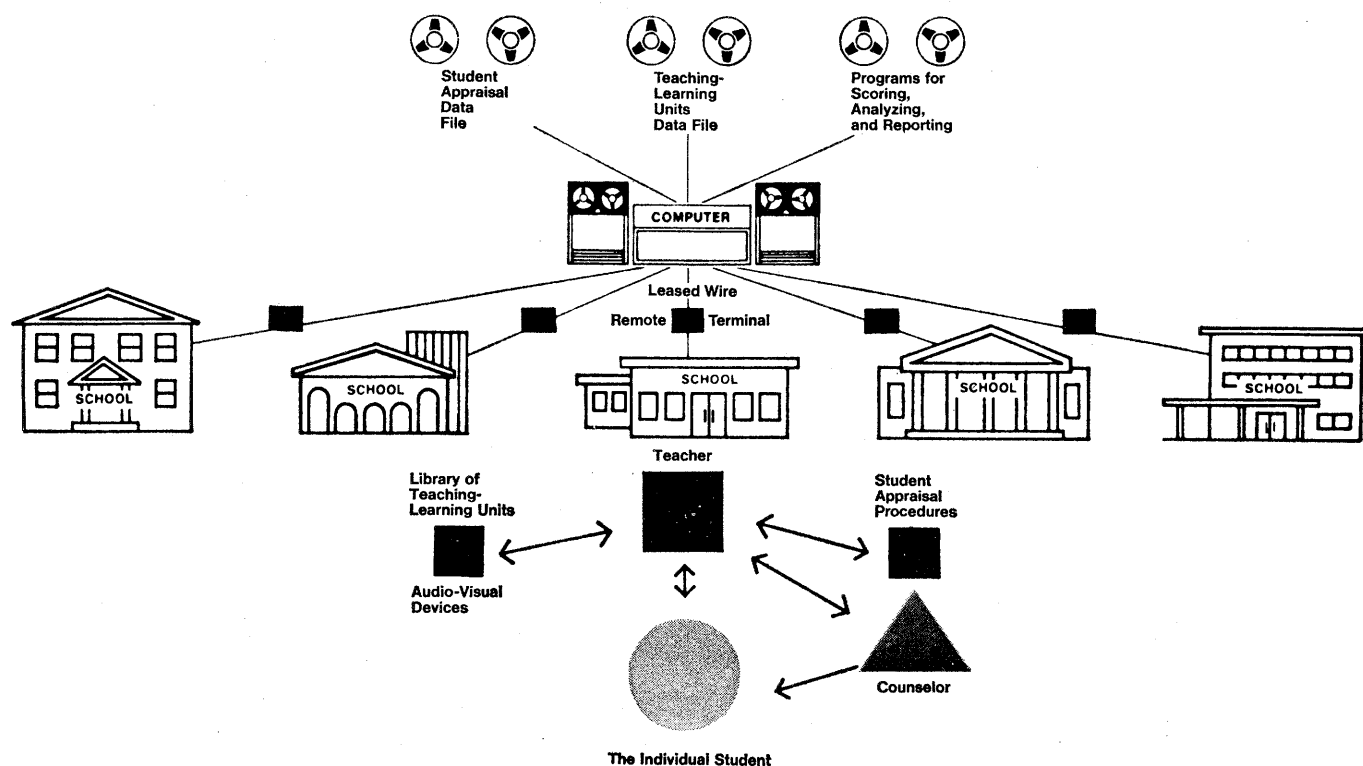 Student
Appraisal
Data
File
Teaching-
Learning
Units
Data File
Programs for
Scoring,
Analyzing,
and Reporting
COMPUTER
Leased Wire
Remote Terminal
SCHOOL
SCHOOL
SCHOOL
SCHOOL
SCHOOL
Teacher
Library of
Teaching-
Learning Units
Audio-Visual
Devices
Student
Appraisal
Procedures
Counselor
The Individual Student